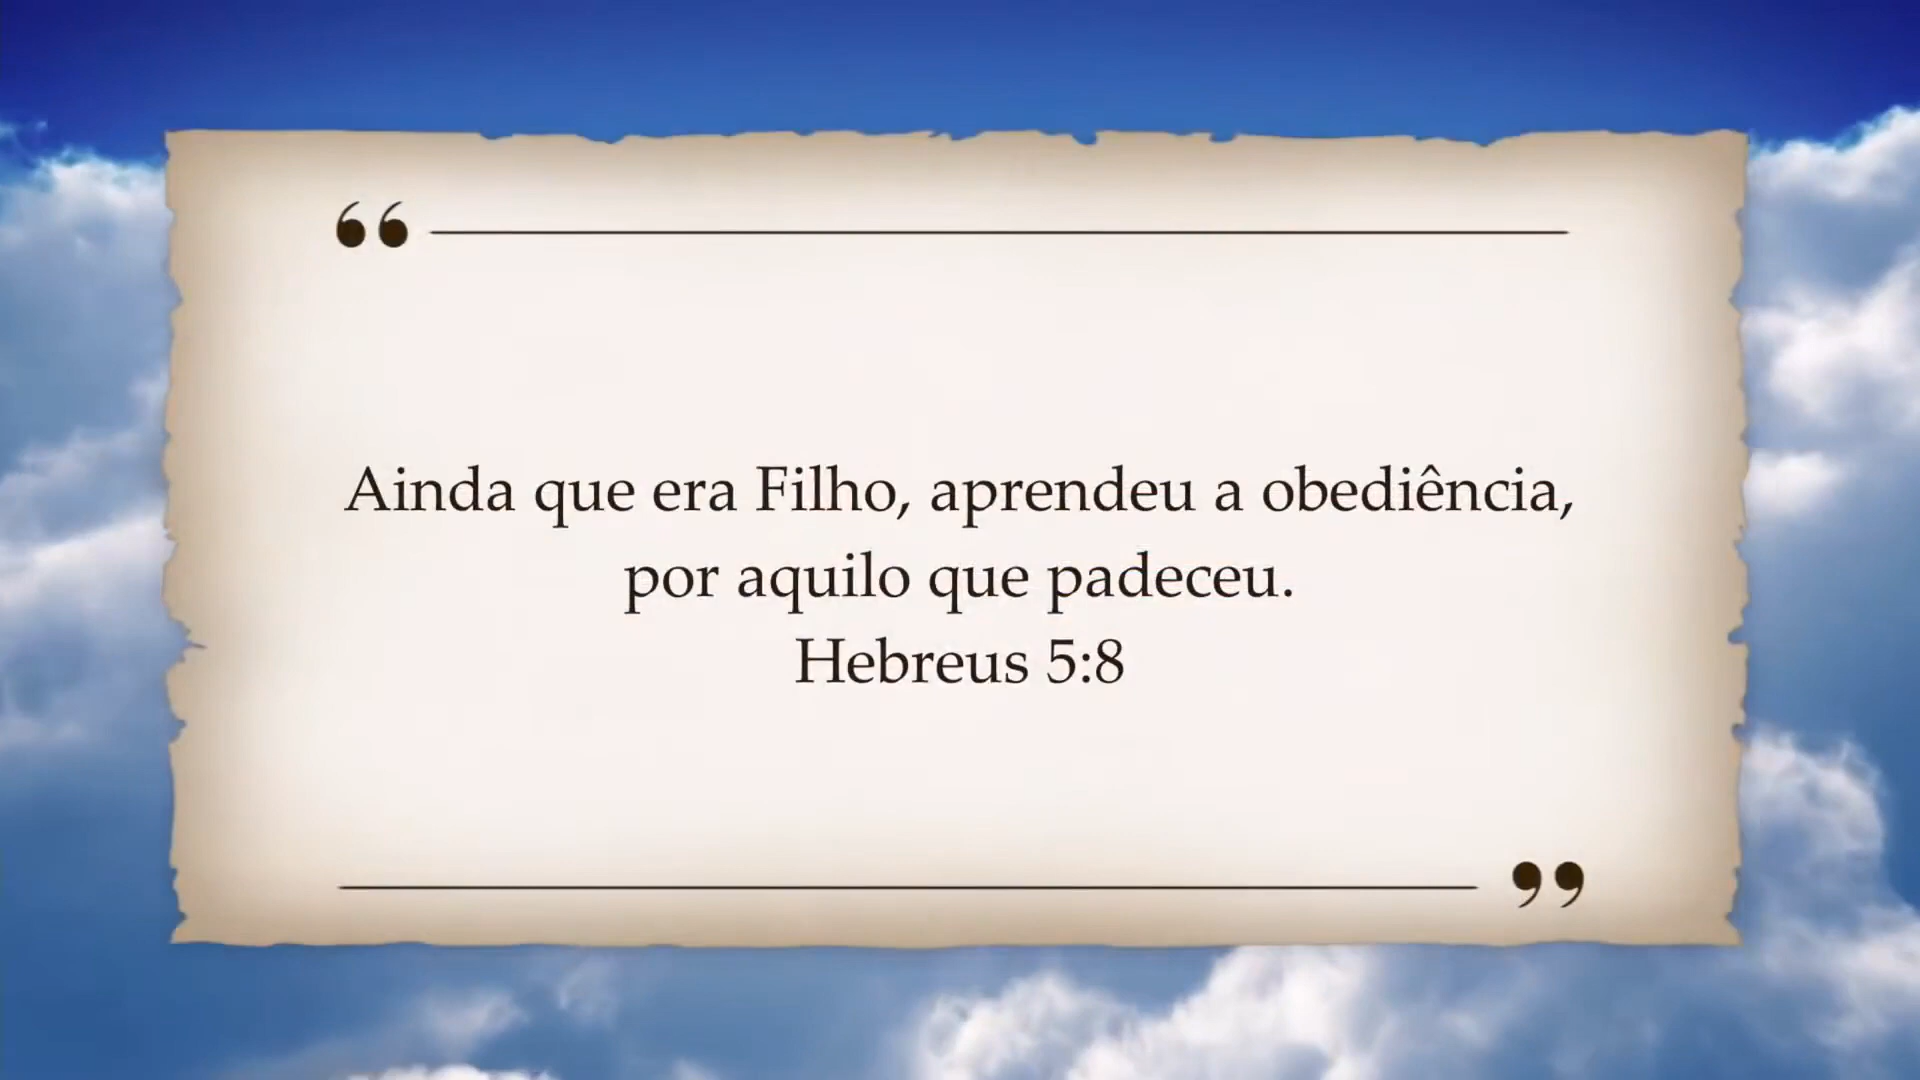 “
Ainda que era Filho, aprendeu a obediência,
por aquilo que padeceu.
Hebreus 5:8
”